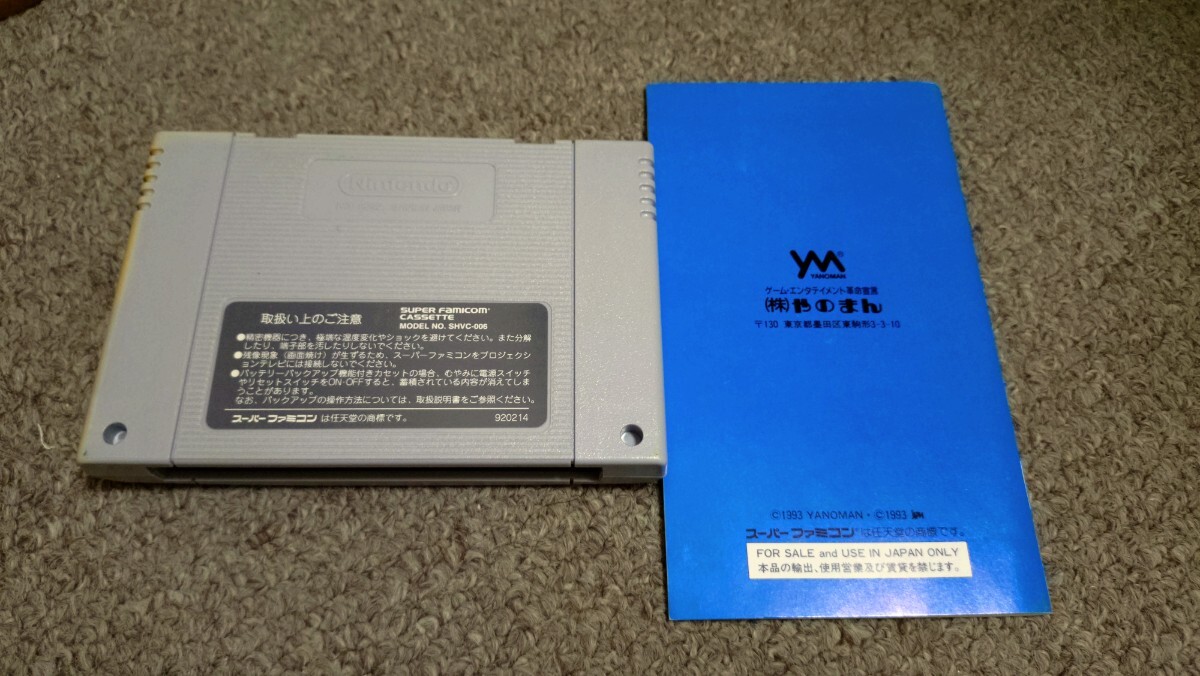 Nintendo
取扱い上のご注意
SUPER FAMICOM
CASSETTE
MODEL NO. SHVC-006
●精密機器につき、極端な温度変化やショックを避けてください。また分解
したり、端子部を汚したりしないでください。
●残像現象（画面焼け）が生ずるため、スーパーファミコンをプロジェクシ
ョンテレビには接続しないでください。
●バッテリーバックアップ機能付きカセットの場合、むやみに電源スイッチ
やリセットスイッチをON-OFFすると、蓄積されている内容が消えてしま
うことがあります。
なお、バックアップの操作方法については、取扱説明書をご参照ください。
スーパーファミコンは任天堂の商標です。
920214
YM®
YANOMAN
ゲーム・エンタテイメント革命宣言
㈱やのまん
〒130 東京都墨田区東駒形3-3-10
©1993 YANOMAN・©1993
スーパーファミコン®は任天堂の商標です。
FOR SALE and USE IN JAPAN ONLY
本品の輸出、使用営業及び賃貸を禁じます。